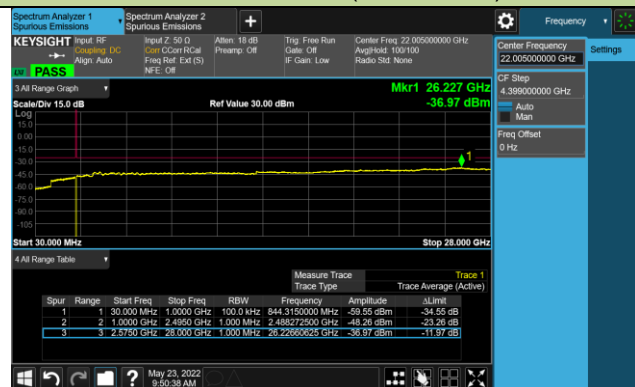 Spectrum Analyzer 1
Spurious Emissions
Spectrum Analyzer 2
Spurious Emissions
Frequency
KEYSIGHT
Input: RF
Coupling: DC
Align: Auto
Input Z: 50 Ω
Corr CCorr RCal
Freq Ref: Ext (S)
NFE: Off
Atten: 18 dB
Preamp: Off
Trig: Free Run
Gate: Off
IF Gain: Low
Center Freq: 22.005000000 GHz
Avg|Hold: 100/100
Radio Std: None
LXI PASS
Center Frequency
22.005000000 GHz
Settings
CF Step
4.399000000 GHz
Auto
Man
Freq Offset
0 Hz
3 All Range Graph
Mkr1 26.227 GHz
Scale/Div 15.0 dB
Ref Value 30.00 dBm
-36.97 dBm
Log
15.0
0.00
-15.0
-30.0
-45.0
-60.0
-75.0
-90.0
-105
1
Start 30.000 MHz
Stop 28.000 GHz
4 All Range Table
Measure Trace Trace 1
Trace Type Trace Average (Active)
Spur Range Start Freq Stop Freq RBW Frequency Amplitude ΔLimit
1 1 30.000 MHz 1.0000 GHz 100.0 kHz 844.3150000 MHz -59.55 dBm -34.55 dB
2 2 1.0000 GHz 2.4950 GHz 1.000 MHz 2.488272500 GHz -48.26 dBm -23.26 dB
3 3 2.5750 GHz 28.000 GHz 1.000 MHz 26.22660625 GHz -36.97 dBm -11.97 dB
?
May 23, 2022
9:50:38 AM